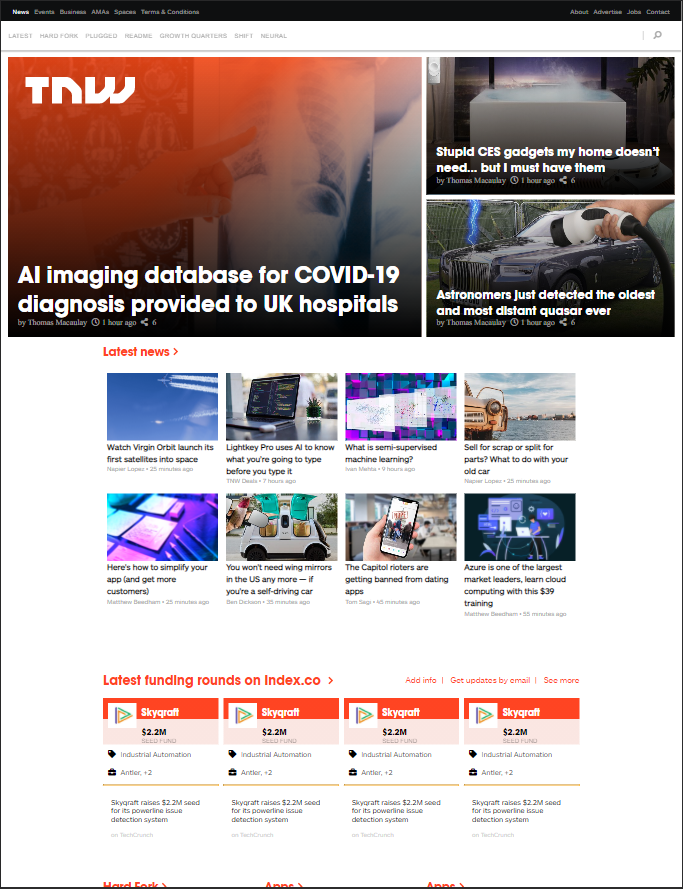 News Events Business AMAs Spaces Terms & Conditions About Advertise Jobs Contact
LATEST HARD FORK PLUGGED README GROWTH QUARTERS SHIFT NEURAL
TNW
AI imaging database for COVID-19
diagnosis provided to UK hospitals
by Thomas Macaulay 1 hour ago 6
Stupid CES gadgets my home doesn't
need... but I must have them
by Thomas Macaulay 1 hour ago 6
Astronomers just detected the oldest
and most distant quasar ever
by Thomas Macaulay 1 hour ago 6
Latest news >
Watch Virgin Orbit launch its
first satellites into space
Napier Lopez • 25 minutes ago
Lightkey Pro uses AI to know
what you're going to type
before you type it
TNW Deals • 7 hours ago
What is semi-supervised
machine learning?
Ivan Mehta • 9 hours ago
Sell for scrap or split for
parts? What to do with your
old car
Napier Lopez • 25 minutes ago
Here's how to simplify your
app (and get more
customers)
Matthew Beedham • 25 minutes ago
You won't need wing mirrors
in the US any more — if
you're a self-driving car
Ben Dickson • 35 minutes ago
The Capitol rioters are
getting banned from dating
apps
Tom Sagr • 45 minutes ago
Azure is one of the largest
market leaders, learn cloud
computing with this $39
training
Matthew Beedham • 55 minutes ago
Latest funding rounds on Index.co >
Add info | Get updates by email | See more
Skyqraft
$2.2M
SEED FUND
Industrial Automation
Antler, +2
Skyqraft raises $2.2M seed
for its powerline issue
detection system
on TechCrunch
Skyqraft
$2.2M
SEED FUND
Industrial Automation
Antler, +2
Skyqraft raises $2.2M seed
for its powerline issue
detection system
on TechCrunch
Skyqraft
$2.2M
SEED FUND
Industrial Automation
Antler, +2
Skyqraft raises $2.2M seed
for its powerline issue
detection system
on TechCrunch
Skyqraft
$2.2M
SEED FUND
Industrial Automation
Antler, +2
Skyqraft raises $2.2M seed
for its powerline issue
detection system
on TechCrunch
Hard Fork > Apps > Apps >